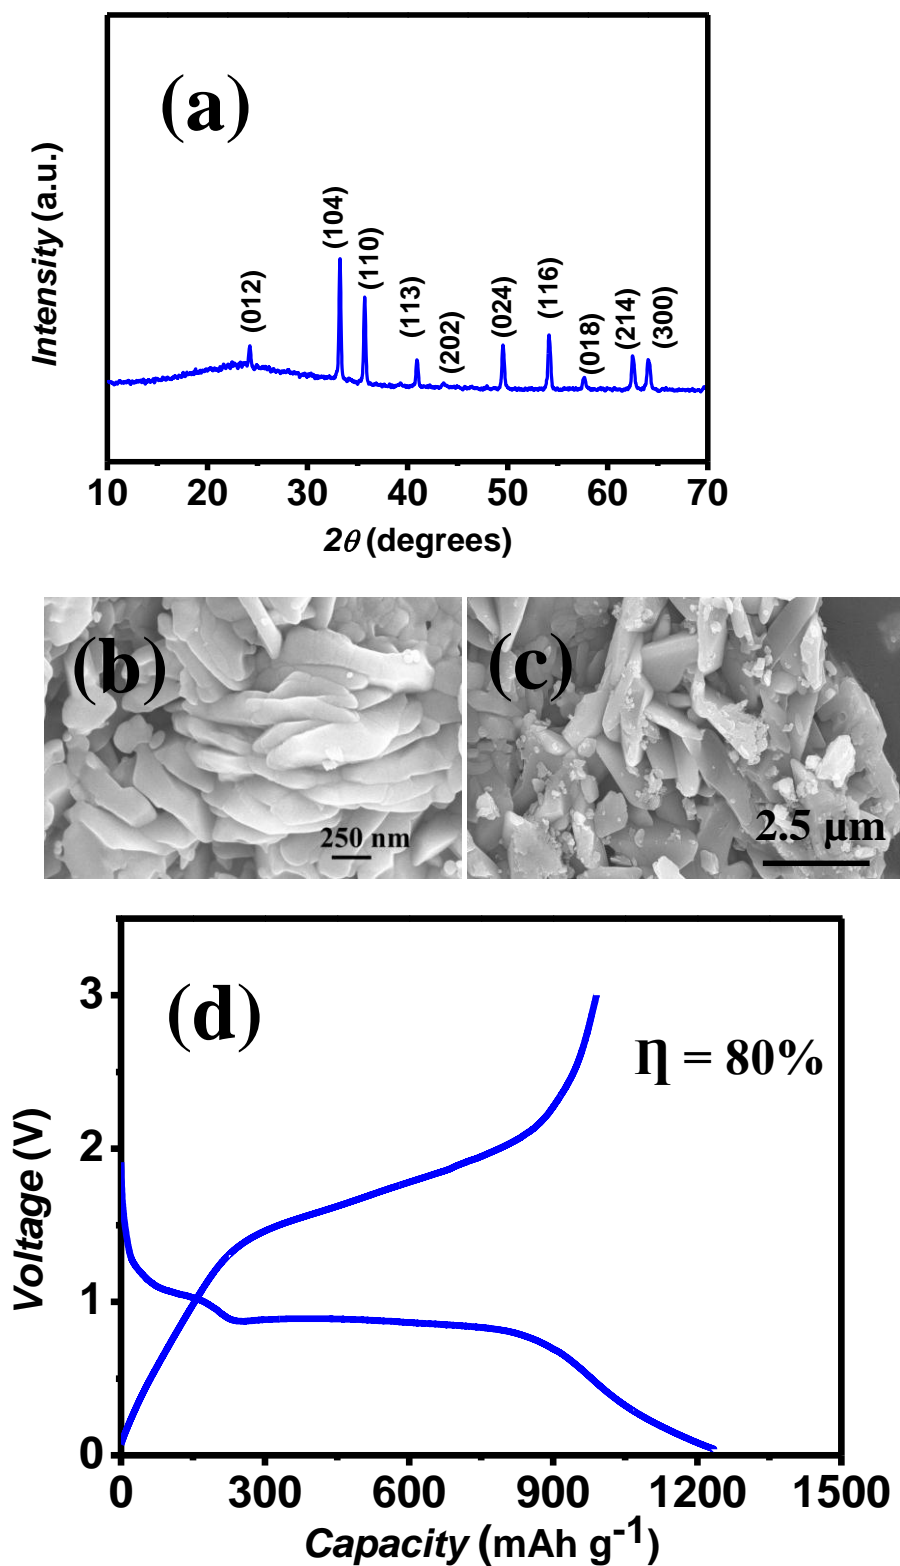 (a)
Intensity (a.u.)
(012)
(104)
(110)
(113)
(202)
(024)
(116)
(018)
(214)
(300)
10 20 30 40 50 60 70
2θ (degrees)
(b)
250 nm
(c)
2.5 μm
(d)
η = 80%
Voltage (V)
3
2
1
0
0 300 600 900 1200 1500
Capacity (mAh g⁻¹)